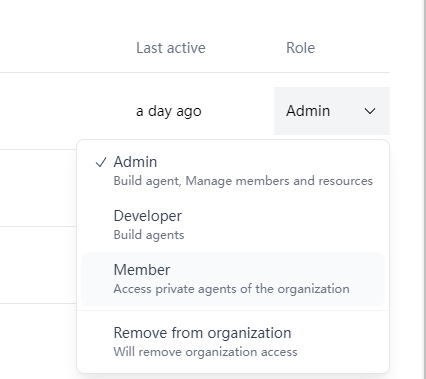 Last active Role
a day ago Admin
Admin
Build agent, Manage members and resources
Developer
Build agents
Member
Access private agents of the organization
Remove from organization
Will remove organization access